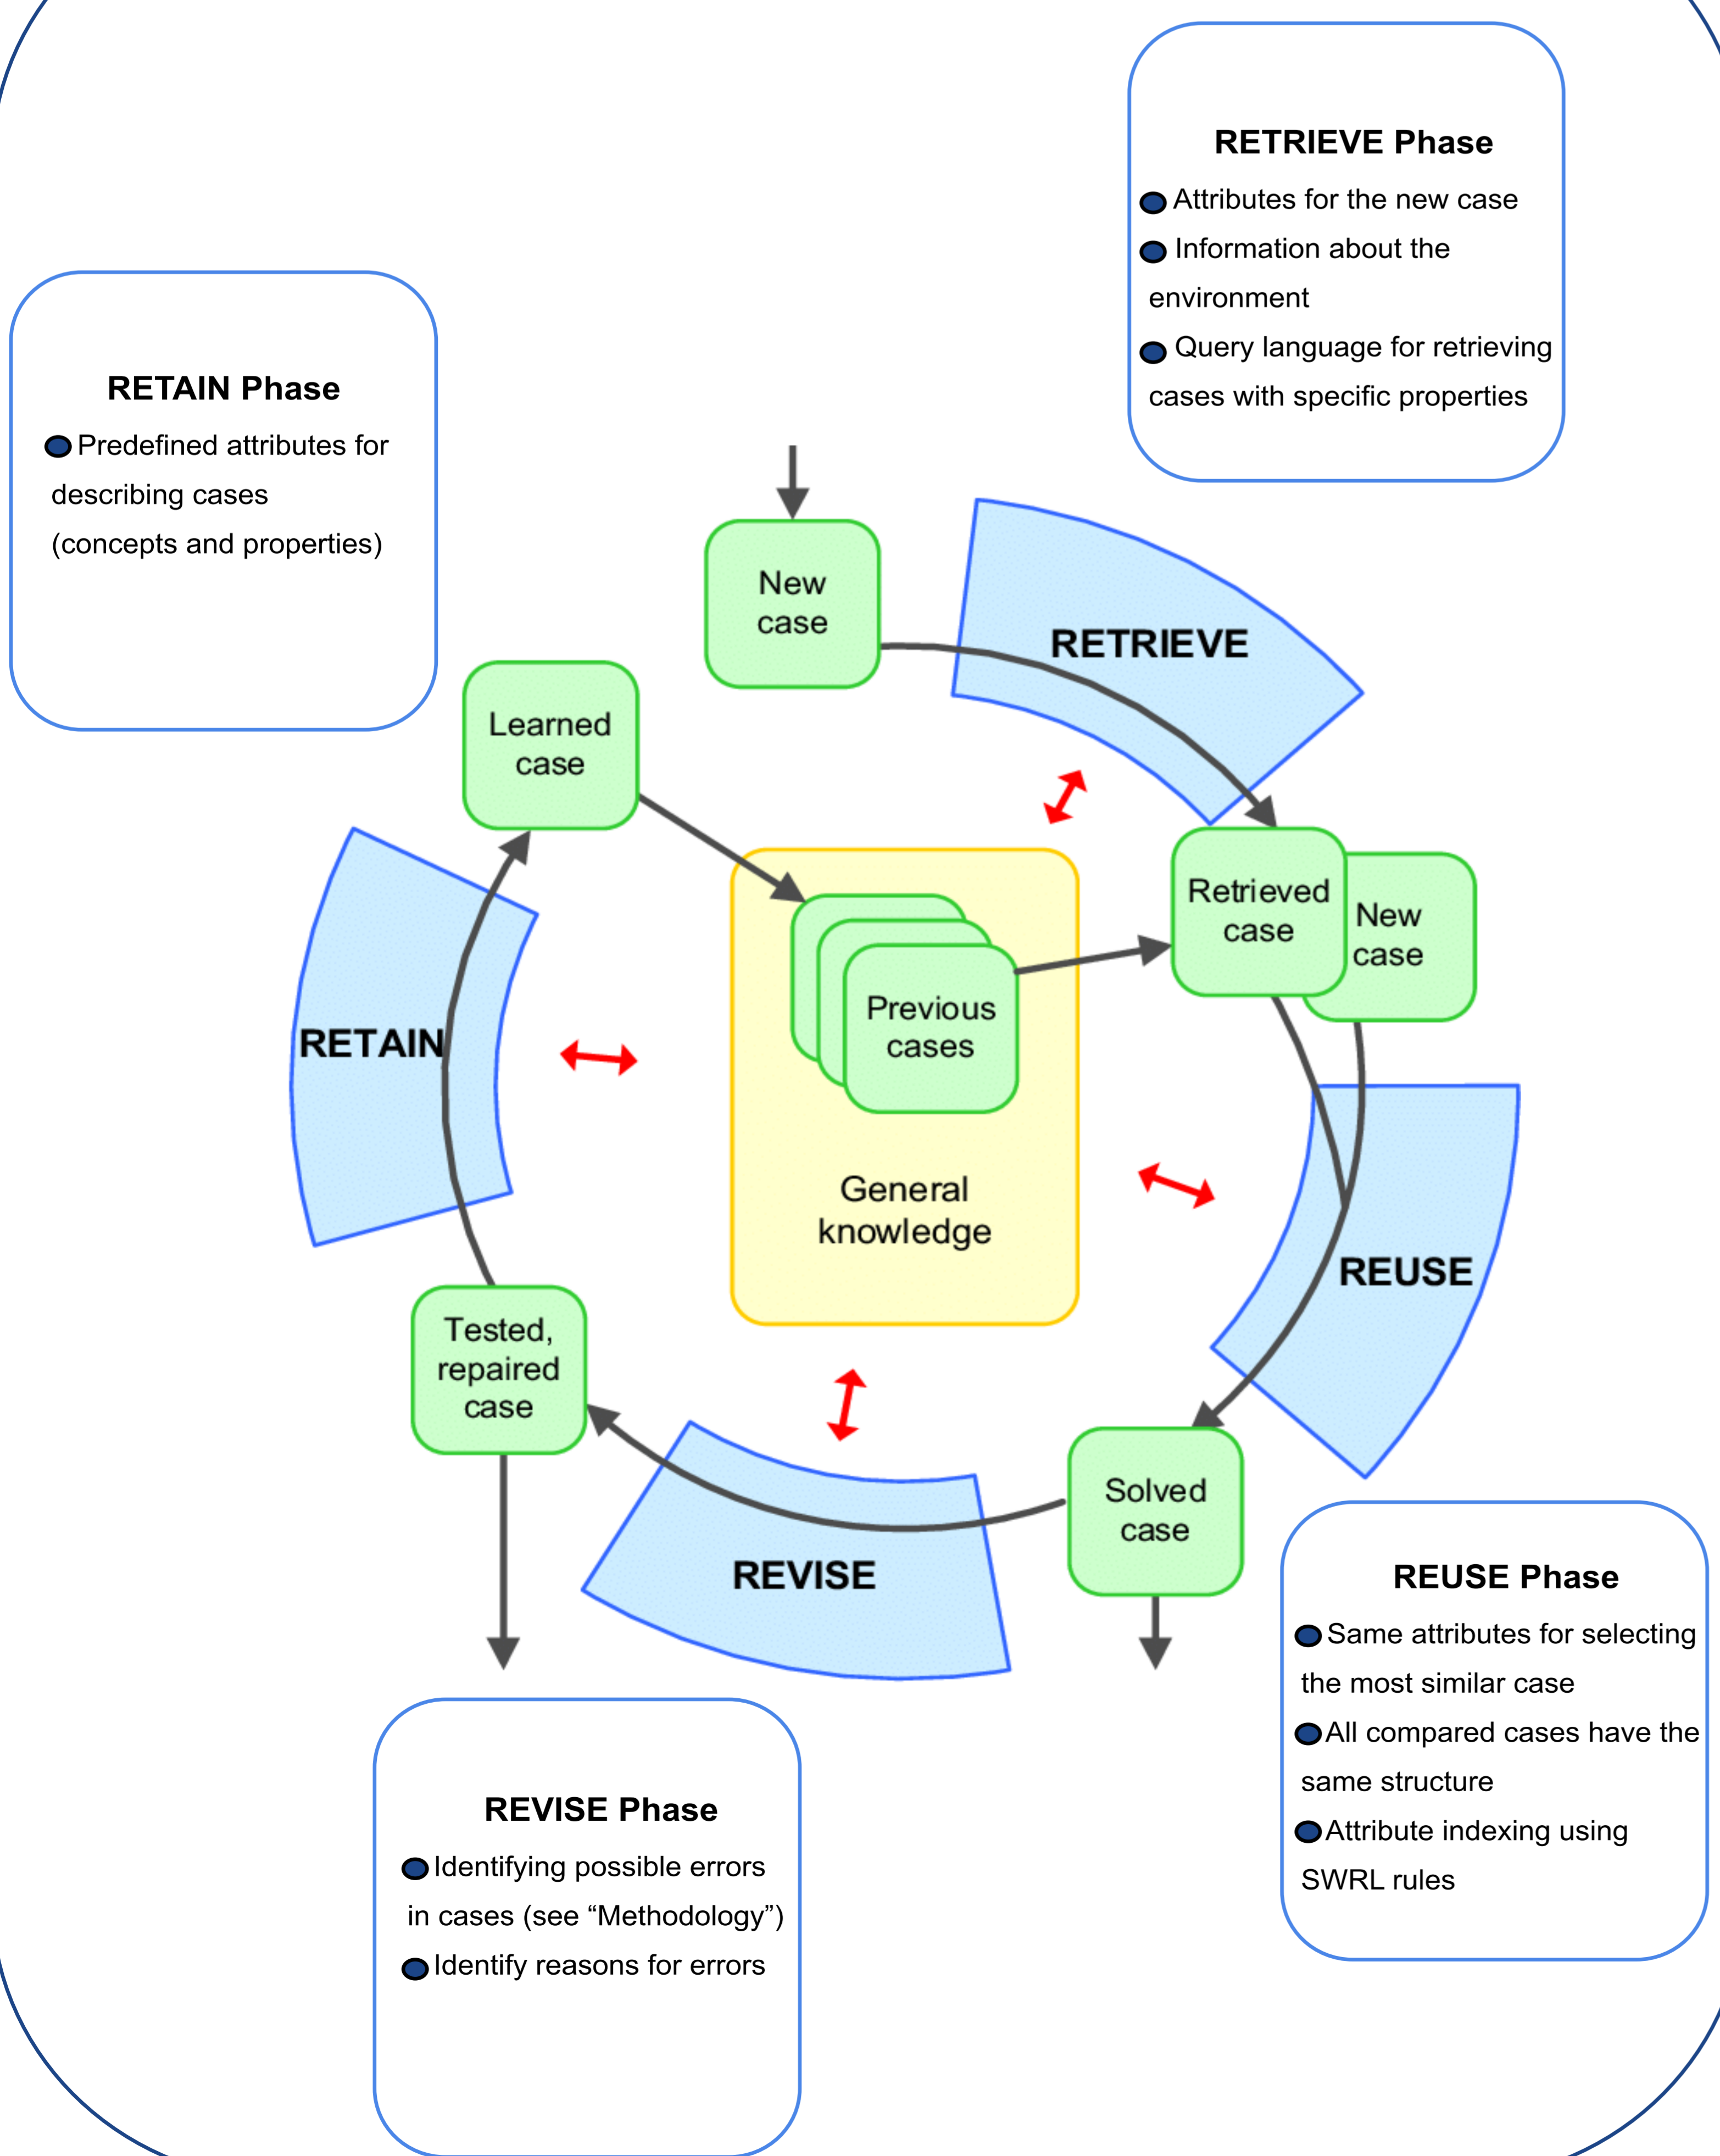 RETRIEVE Phase
Attributes for the new case
Information about the
environment
Query language for retrieving
cases with specific properties
RETAIN Phase
Predefined attributes for
describing cases
(concepts and properties)
New
case
RETRIEVE
Learned
case
Retrieved
case
New
case
Previous
cases
RETAIN
General
knowledge
REUSE
Tested,
repaired
case
Solved
case
REVISE
REUSE Phase
Same attributes for selecting
the most similar case
All compared cases have the
same structure
Attribute indexing using
SWRL rules
REVISE Phase
Identifying possible errors
in cases (see “Methodology”)
Identify reasons for errors